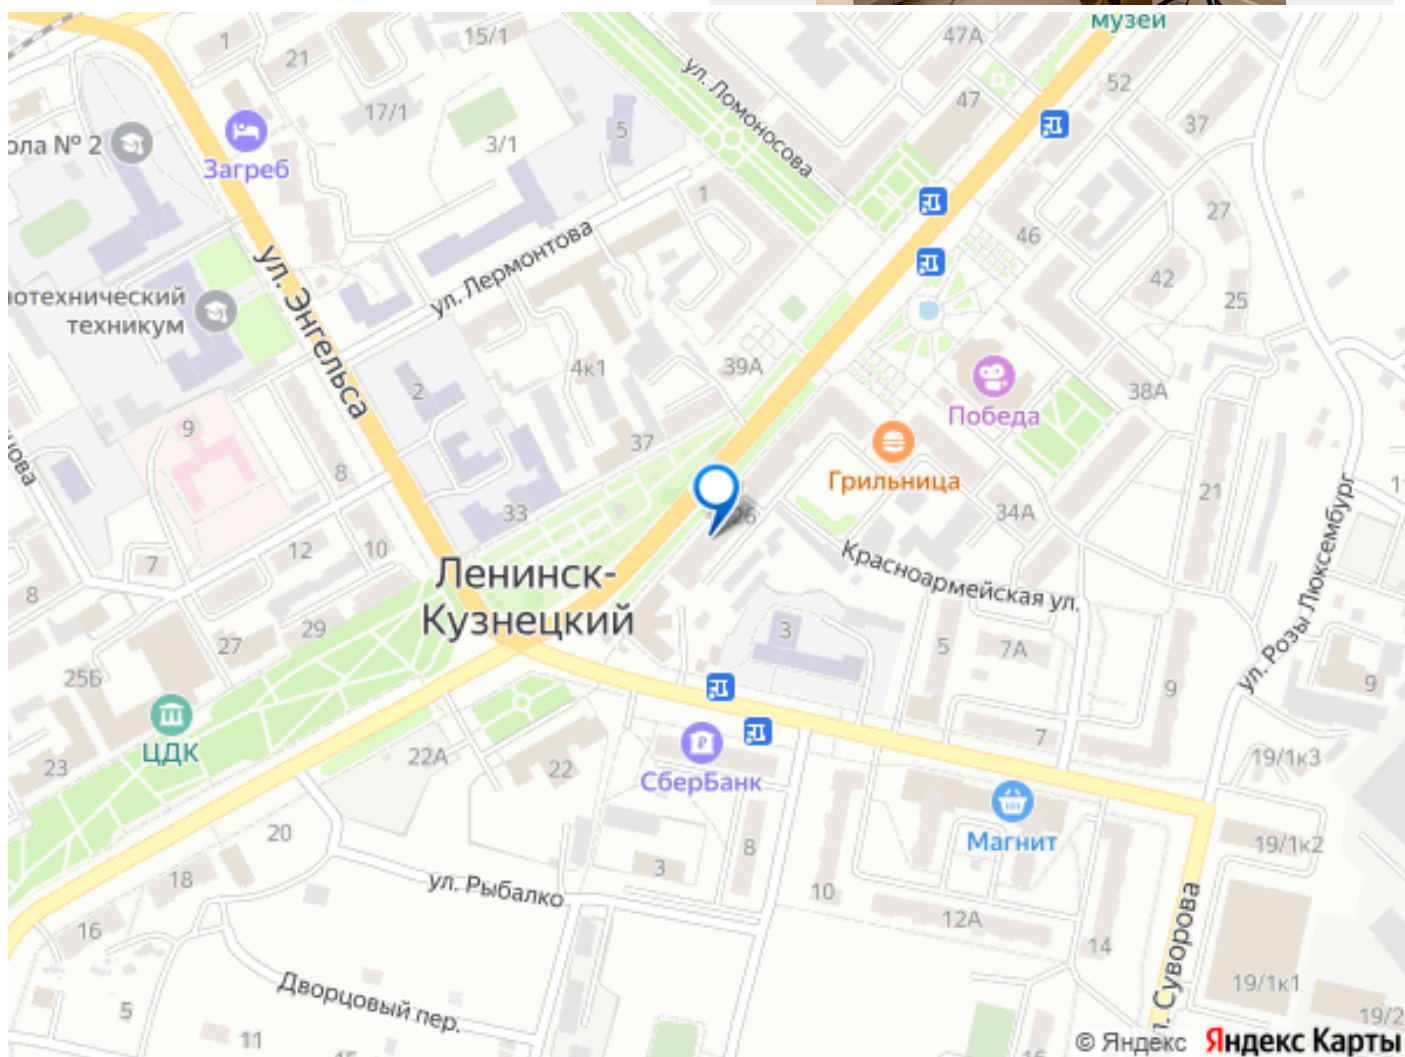 музей
47А
15/1
1
21
ул. Ломоносова
52
47
17/1
37
5
ола № 2
3/1
Загреб
1
27
46
ул. Лермонтова
42
ул. Энгельса
25
отехнический
техникум
39А
4к1
2
38А
Победа
9
37
нова
8
Грильница
21
1
33
26
34А
ул. Розы Люксембург
12
10
7
Красноармейская ул.
Ленинск-
Кузнецкий
8
29
3
27
5
7А
25Б
9
9
ЦДК
22А
7
19/1к3
23
22
СберБанк
20
Магнит
19/1к2
8
3
18
ул. Рыбалко
10
12А
16
14
л. Суворова
19/1к1
Дворцовый пер.
5
19/2
11
© Яндекс Яндекс Карты